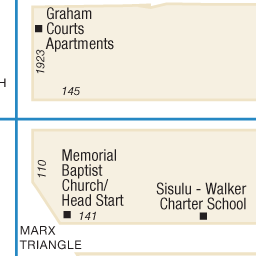 Graham
Courts
Apartments
1923
H
145
110
Memorial
Baptist
Church/
Head Start
141
Sisulu - Walker
Charter School
MARX
TRIANGLE